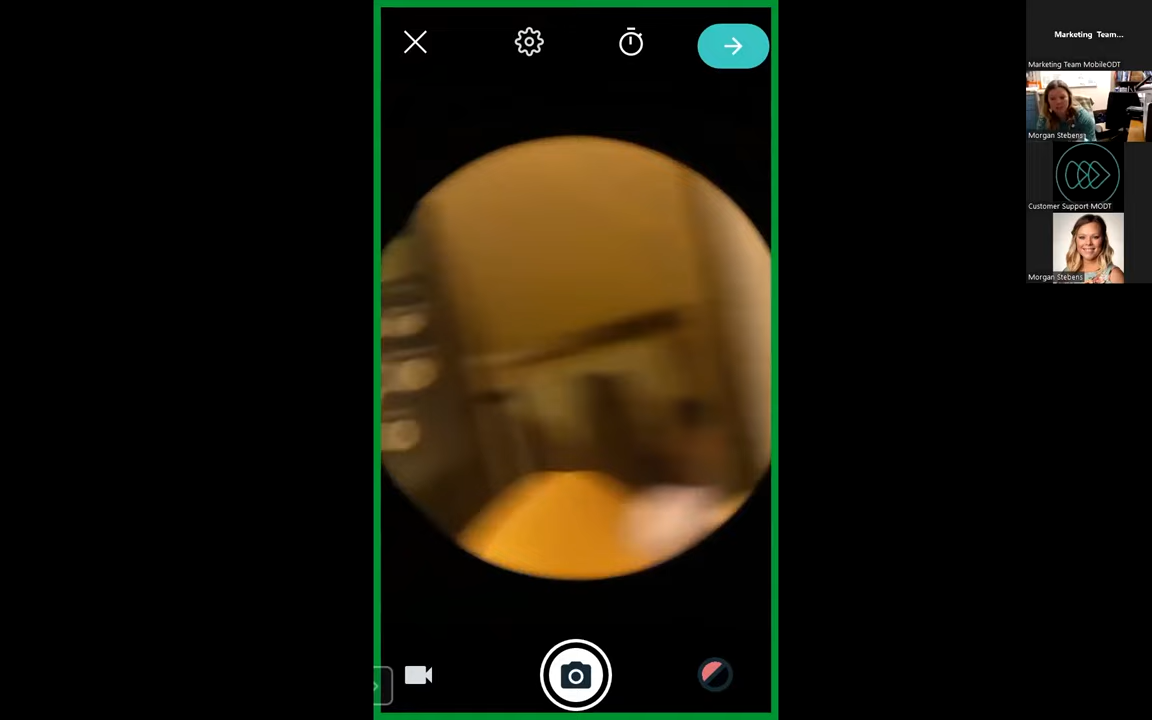 Marketing Team...
Marketing Team MobileODT
Morgan Stebens
Customer Support MODT
Morgan Stebens